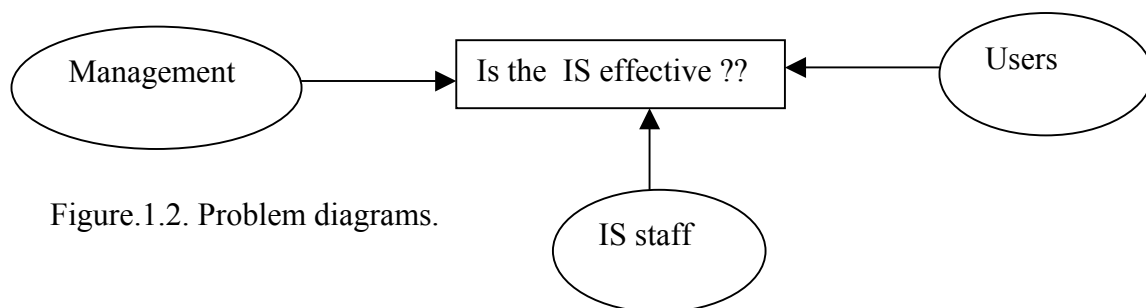 Management
Is the IS effective ??
Users
Figure.1.2. Problem diagrams.
IS staff